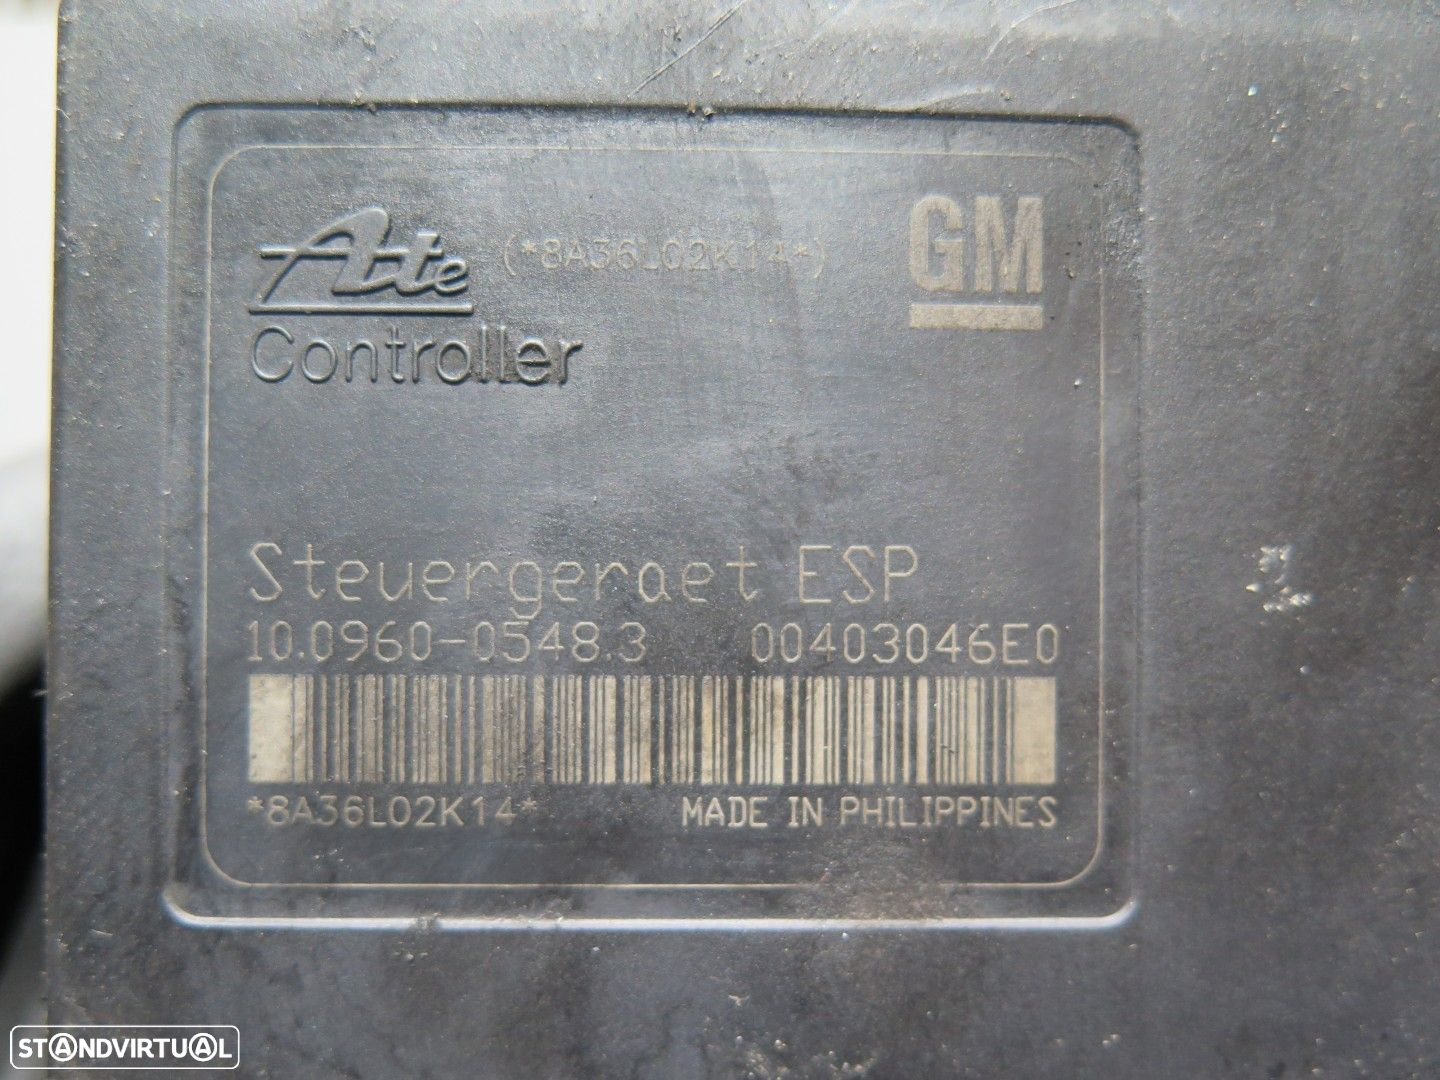 Ate (*8A36L02K14*) GM
Controller
Steuergeraet ESP
10.0960-0548.3 00403046E0
*8A36L02K14* MADE IN PHILIPPINES
STANDVIRTUAL